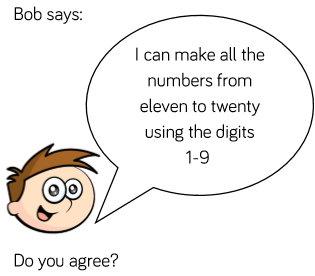 Bob says:
I can make all the
numbers from
eleven to twenty
using the digits
1-9
Do you agree?